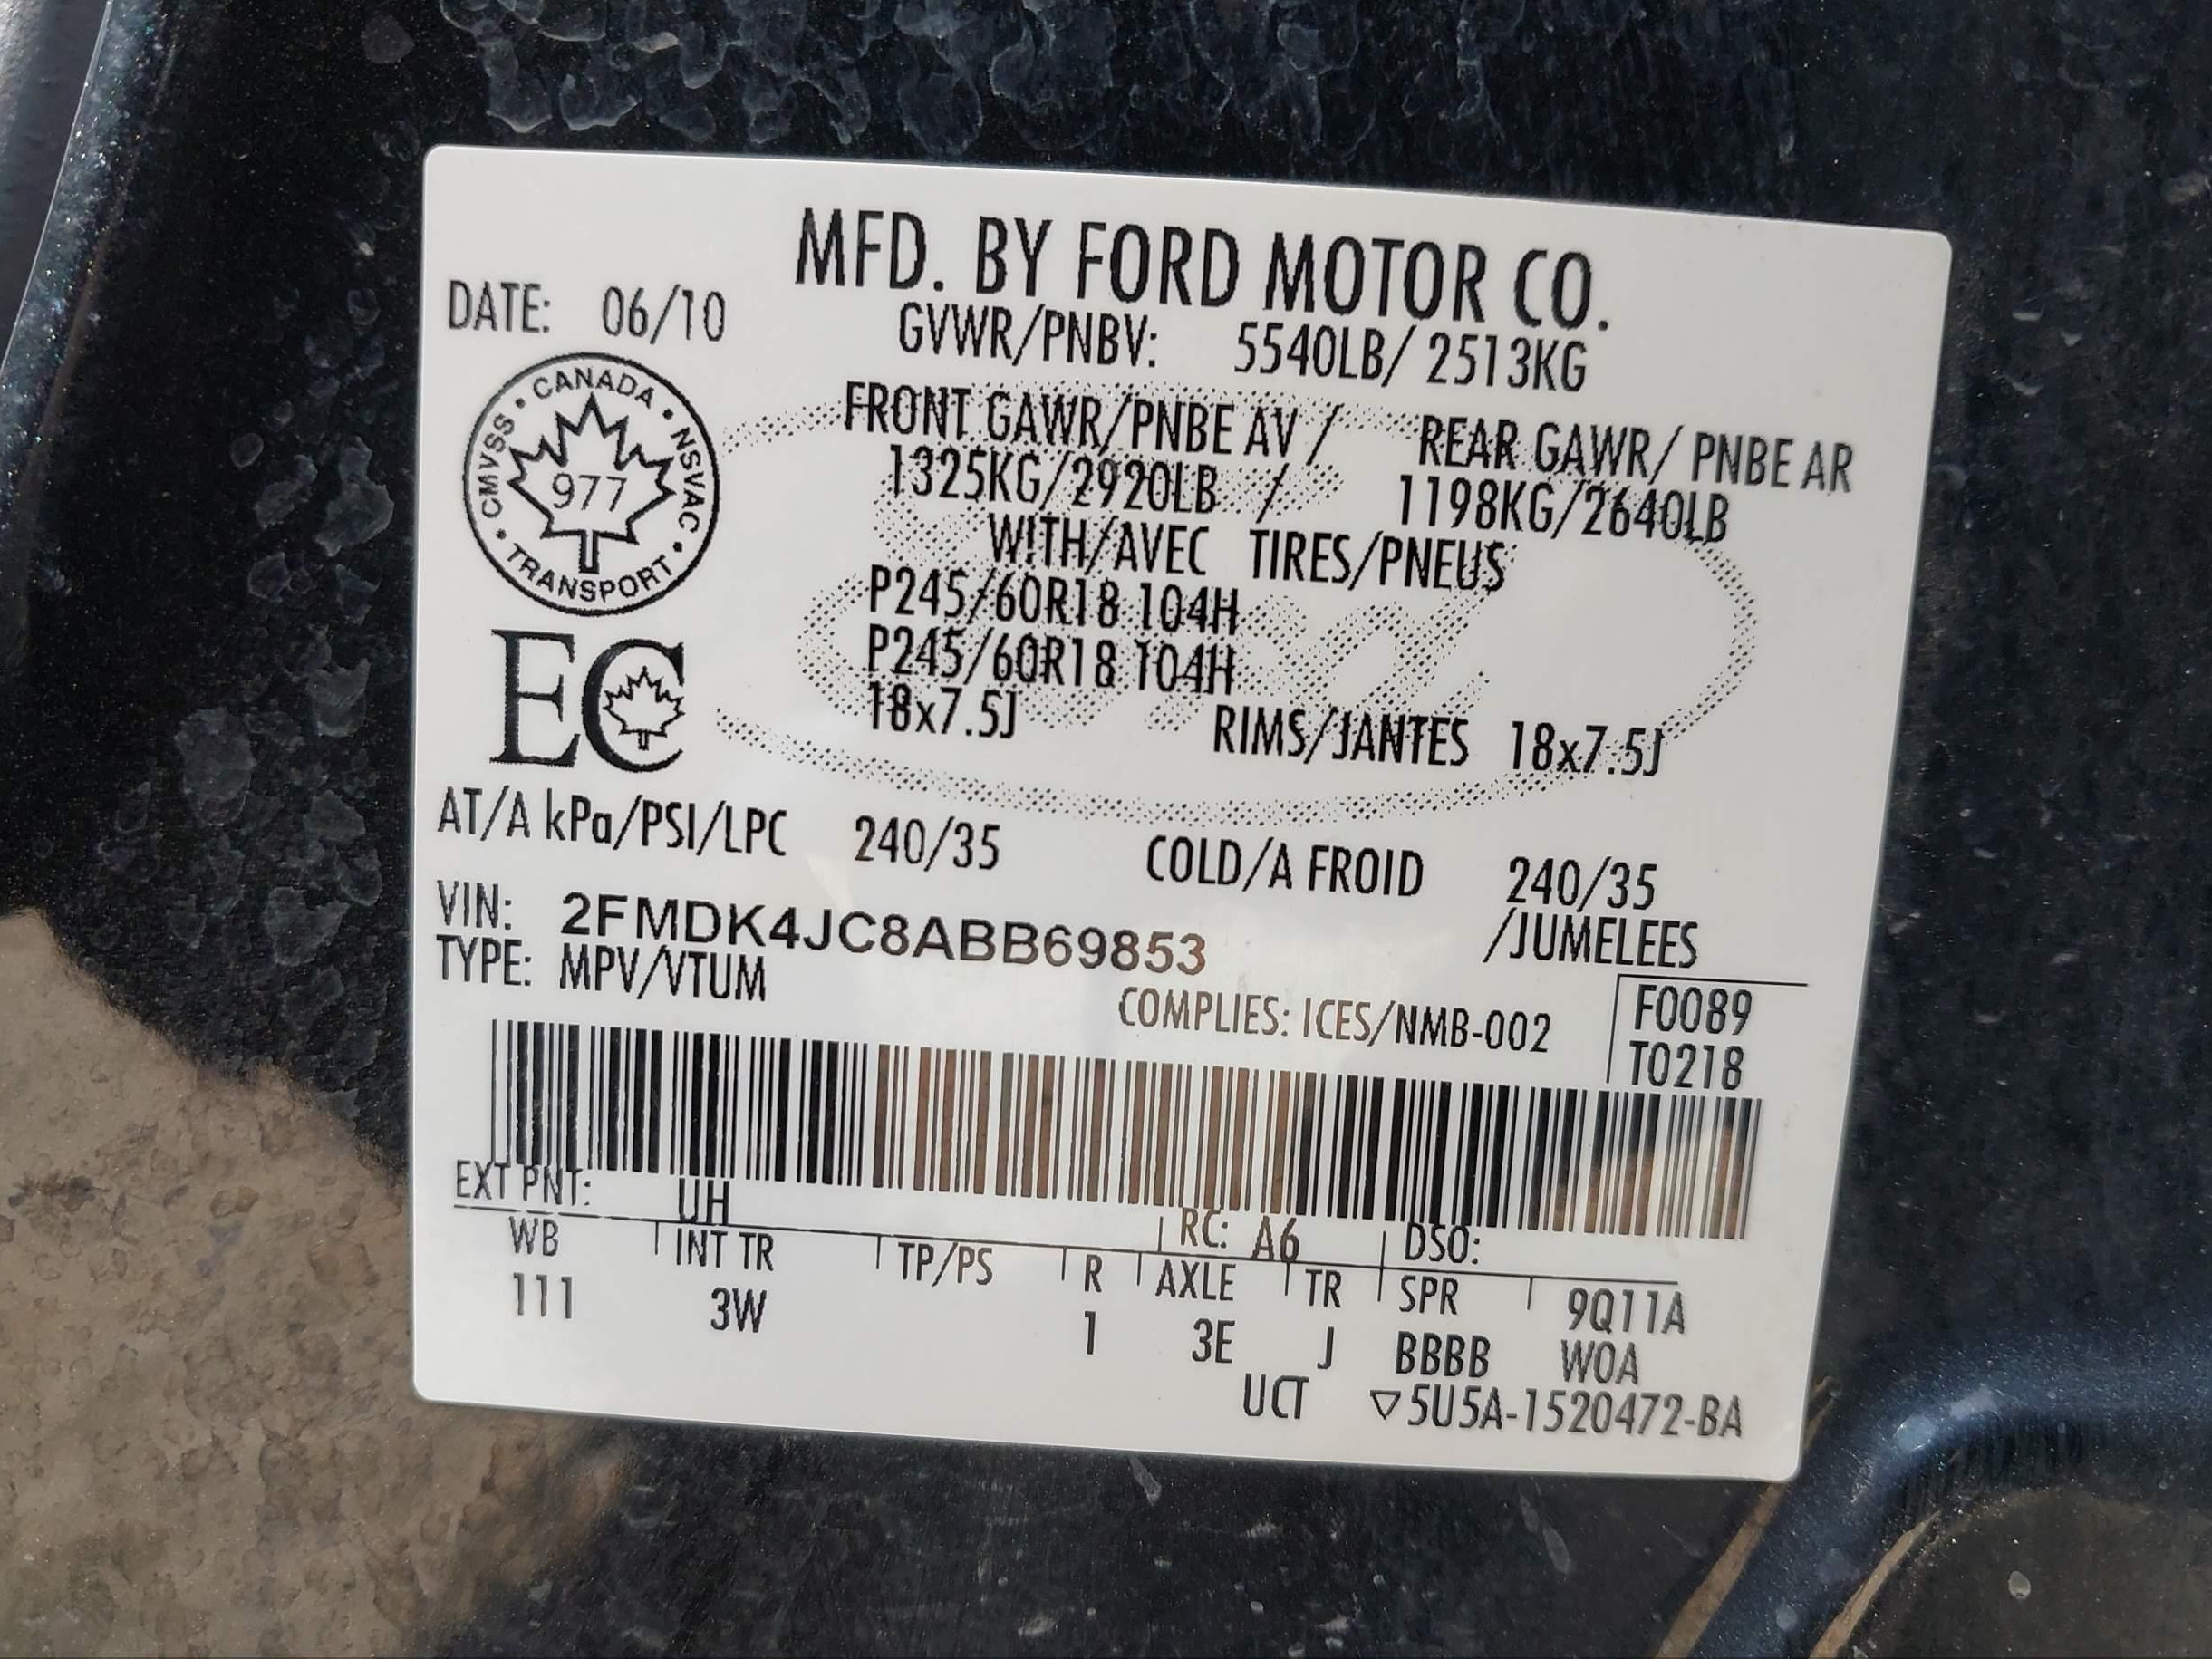 MFD. BY FORD MOTOR CO.
DATE: 06/10
GVWR/PNBV: 5540LB/ 2513KG
CANADA • NSVAC • TRANSPORT • CMVSS •
977
FRONT GAWR/PNBE AV / REAR GAWR/ PNBE AR
1325KG/2920LB / 1198KG/2640LB
WITH/AVEC TIRES/PNEUS
P245/60R18 104H
P245/60R18 104H
EC
18x7.5J RIMS/JANTES 18x7.5J
AT/A kPa/PSI/LPC 240/35 COLD/A FROID 240/35
VIN: 2FMDK4JC8ABB69853 /JUMELEES
TYPE: MPV/VTUM
COMPLIES: ICES/NMB-002
F0089
T0218
EXT PNT: UH RC: A6 DSO:
WB INT TR TP/PS R AXLE TR SPR 9Q11A
111 3W 1 3E J BBBB W0A
UCT ▽5U5A-1520472-BA